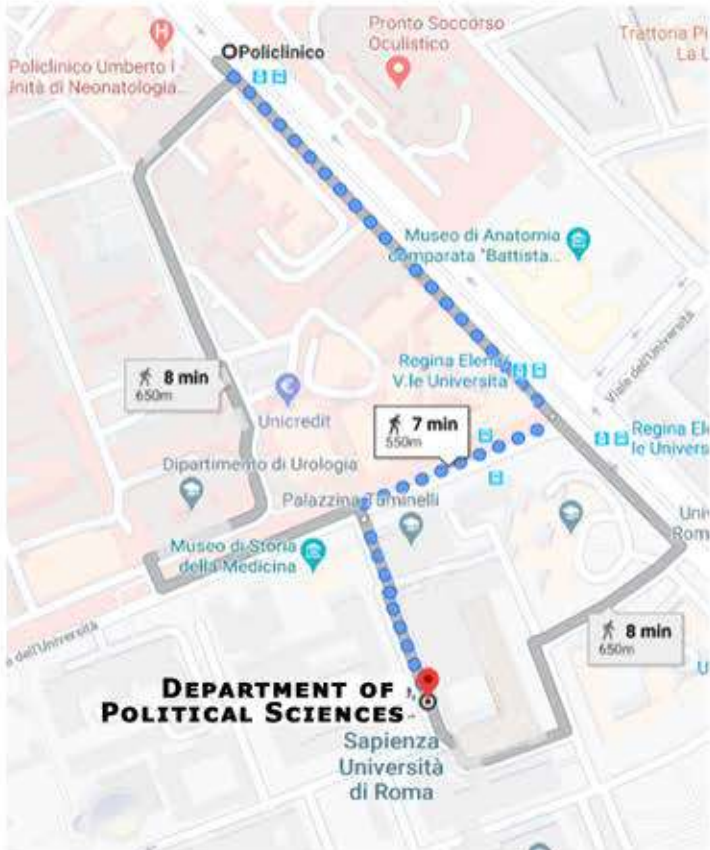 Pronto Soccorso
Oculistico
Trattoria Pi
La L
Policlinico
Policlinico Umberto I -
Jnità di Neonatologia...
Museo di Anatomia
comparata "Battista...
Viale dell'Università
Regina Elena/
V.le Università
8 min
650m
7 min
550m
Unicredit
Regina Ele
le Univers
Dipartimento di Urologia
Palazzina Tuminelli
Univ
Rom
Museo di Storia
della Medicina
e dell'Università
8 min
650m
U
DEPARTMENT OF
POLITICAL SCIENCES
Sapienza
Università
di Roma